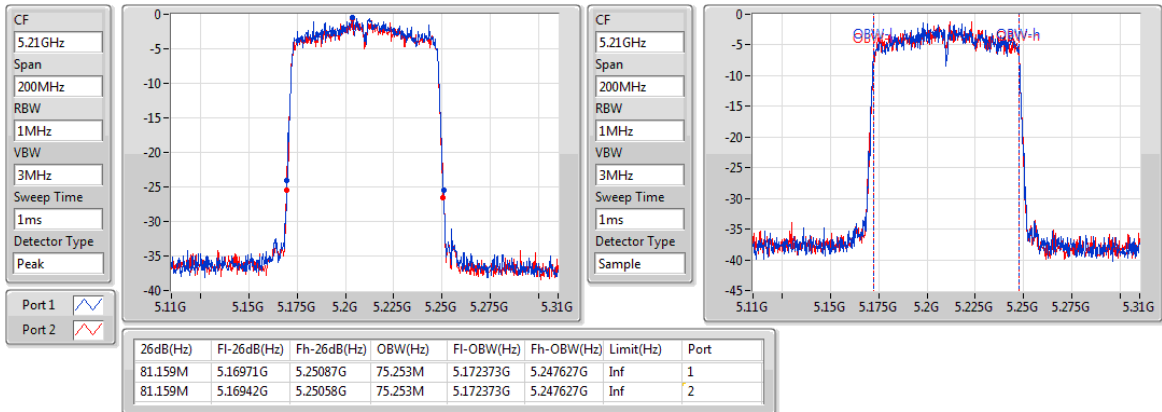 CF
5.21GHz
Span
200MHz
RBW
1MHz
VBW
3MHz
Sweep Time
1ms
Detector Type
Peak
Port 1
Port 2
0
-5
-10
-15
-20
-25
-30
-35
-40
5.11G 5.15G 5.175G 5.2G 5.225G 5.25G 5.275G 5.31G
CF
5.21GHz
Span
200MHz
RBW
1MHz
VBW
3MHz
Sweep Time
1ms
Detector Type
Sample
0
-5
-10
-15
-20
-25
-30
-35
-40
-45
OBW-l OBW-h
5.11G 5.15G 5.175G 5.2G 5.225G 5.25G 5.275G 5.31G
26dB(Hz) Fl-26dB(Hz) Fh-26dB(Hz) OBW(Hz) Fl-OBW(Hz) Fh-OBW(Hz) Limit(Hz) Port
81.159M 5.16971G 5.25087G 75.253M 5.172373G 5.247627G Inf 1
81.159M 5.16942G 5.25058G 75.253M 5.172373G 5.247627G Inf 2